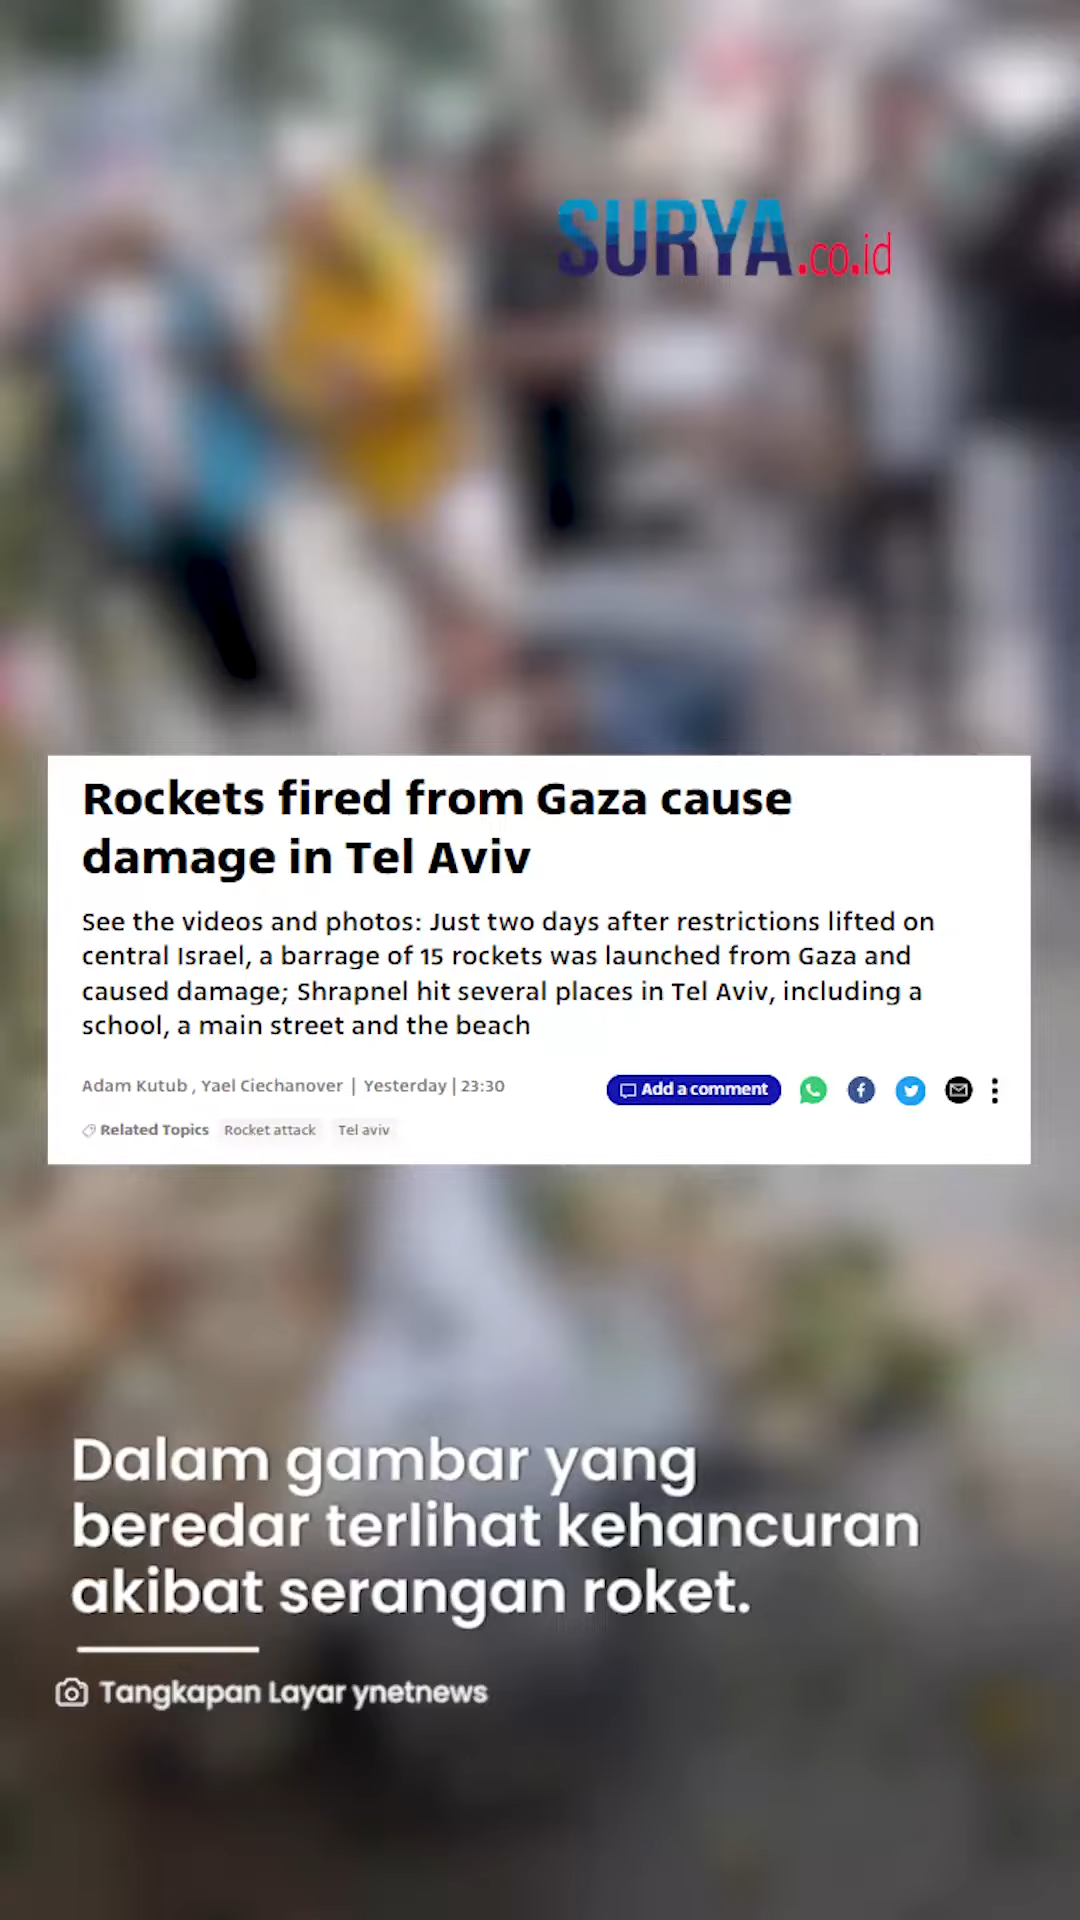 SURYA.co.id
Rockets fired from Gaza cause
damage in Tel Aviv
See the videos and photos: Just two days after restrictions lifted on
central Israel, a barrage of 15 rockets was launched from Gaza and
caused damage; Shrapnel hit several places in Tel Aviv, including a
school, a main street and the beach
Adam Kutub , Yael Ciechanover | Yesterday | 23:30
Add a comment
Related Topics Rocket attack Tel aviv
Dalam gambar yang
beredar terlihat kehancuran
akibat serangan roket.
Tangkapan Layar ynetnews